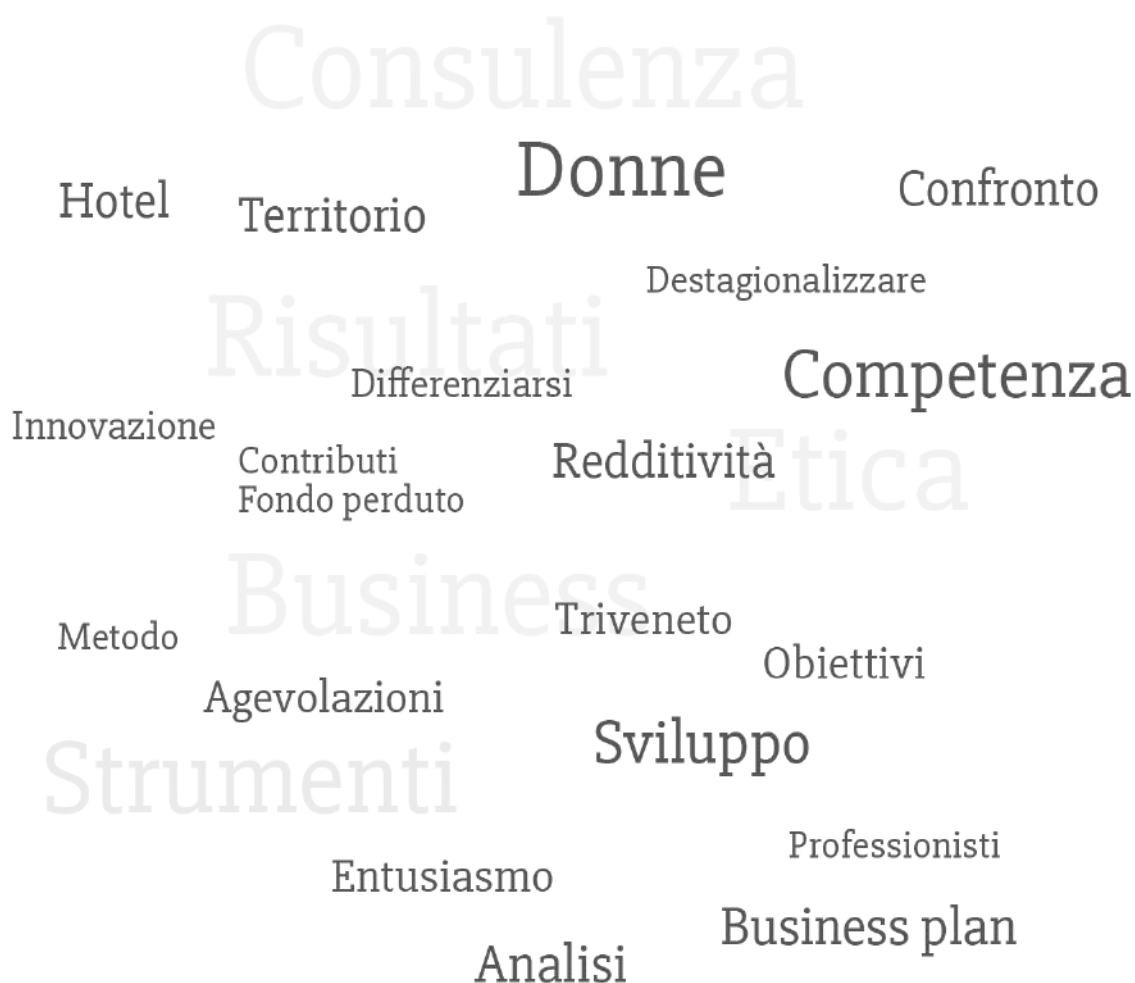 Consulenza
Donne
Hotel
Territorio
Confronto
Destagionalizzare
Risultati
Differenziarsi
Competenza
Innovazione
Contributi
Fondo perduto
Redditività
Etica
Business
Triveneto
Metodo
Obiettivi
Agevolazioni
Sviluppo
Strumenti
Professionisti
Entusiasmo
Business plan
Analisi